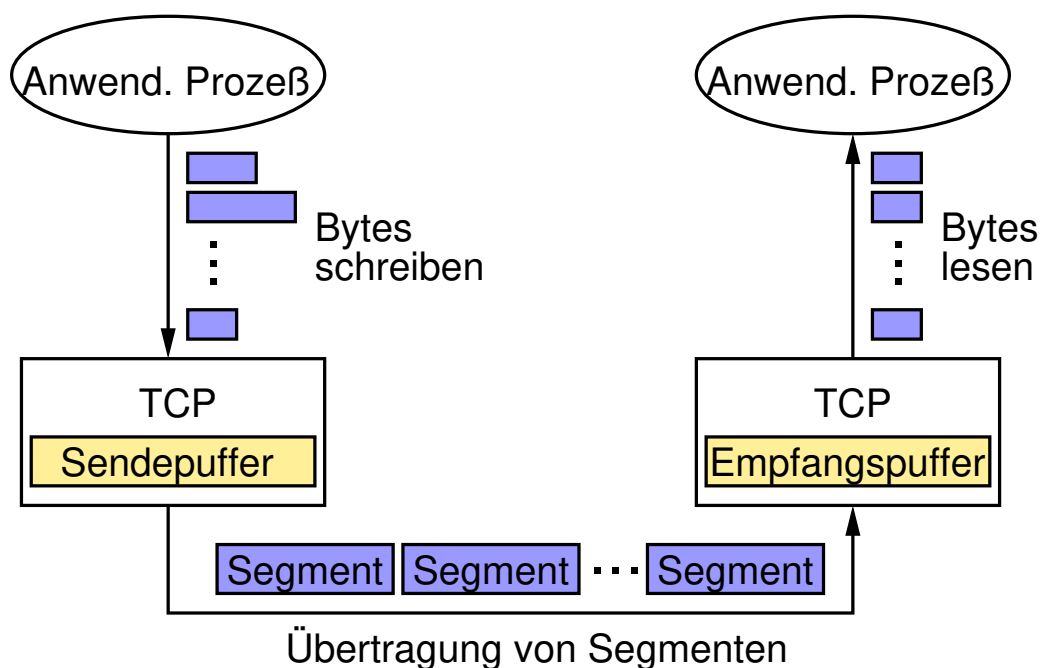 Anwend. Prozeß
Anwend. Prozeß
Bytes
schreiben
Bytes
lesen
TCP
Sendepuffer
TCP
Empfangspuffer
Segment
Segment
Segment
Übertragung von Segmenten